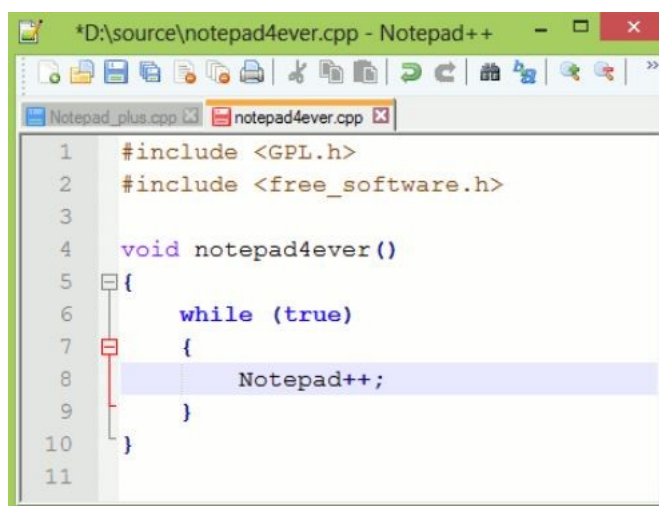 *D:\source\notepad4ever.cpp - Notepad++
Notepad_plus.cpp notepad4ever.cpp
1 #include <GPL.h>
2 #include <free_software.h>
3
4 void notepad4ever()
5 {
6 while (true)
7 {
8 Notepad++;
9 }
10 }
11